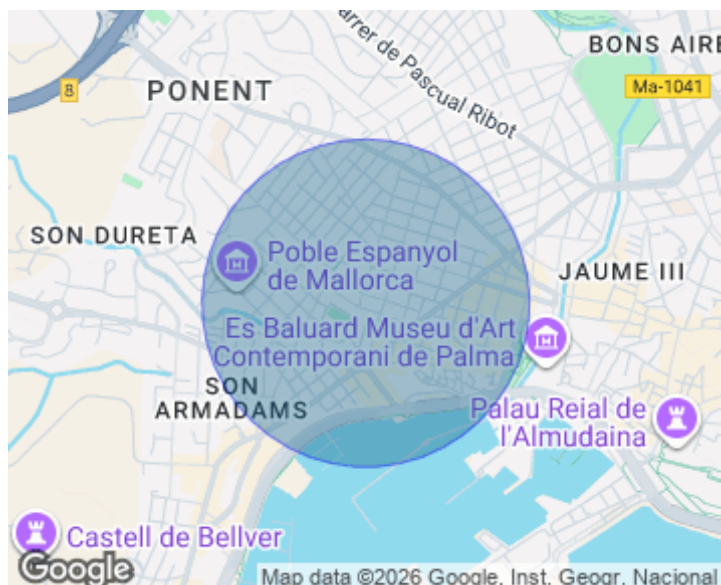 BONS AIRE
arrer de Pascual Ribot
Ma-1041
8
PONENT
SON DURETA
Poble Espanyol
de Mallorca
JAUME III
Es Baluard Museu d'Art
Contemporani de Palma
SON
ARMADAMS
Palau Reial de
l'Almudaina
Castell de Bellver
Google
Map data ©2026 Google, Inst. Geogr. Nacional